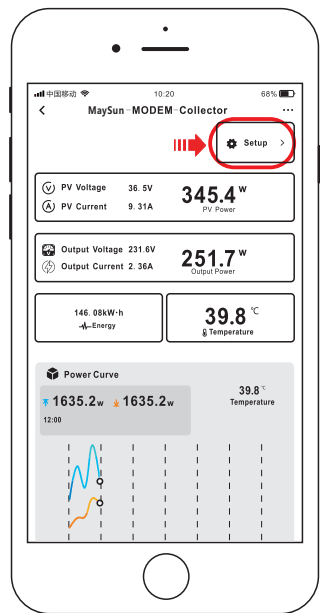 中国移动 10:20 68%
< MaySun-MODEM-Collector ...
Setup >
V PV Voltage 36.5V
345.4W
A PV Current 9.31A
PV Power
Output Voltage 231.6V
251.7W
Output Current 2.36A
Output Power
146.08kW·h
39.8℃
Energy
Temperature
Power Curve
1635.2w 1635.2w
39.8℃
Temperature
12:00